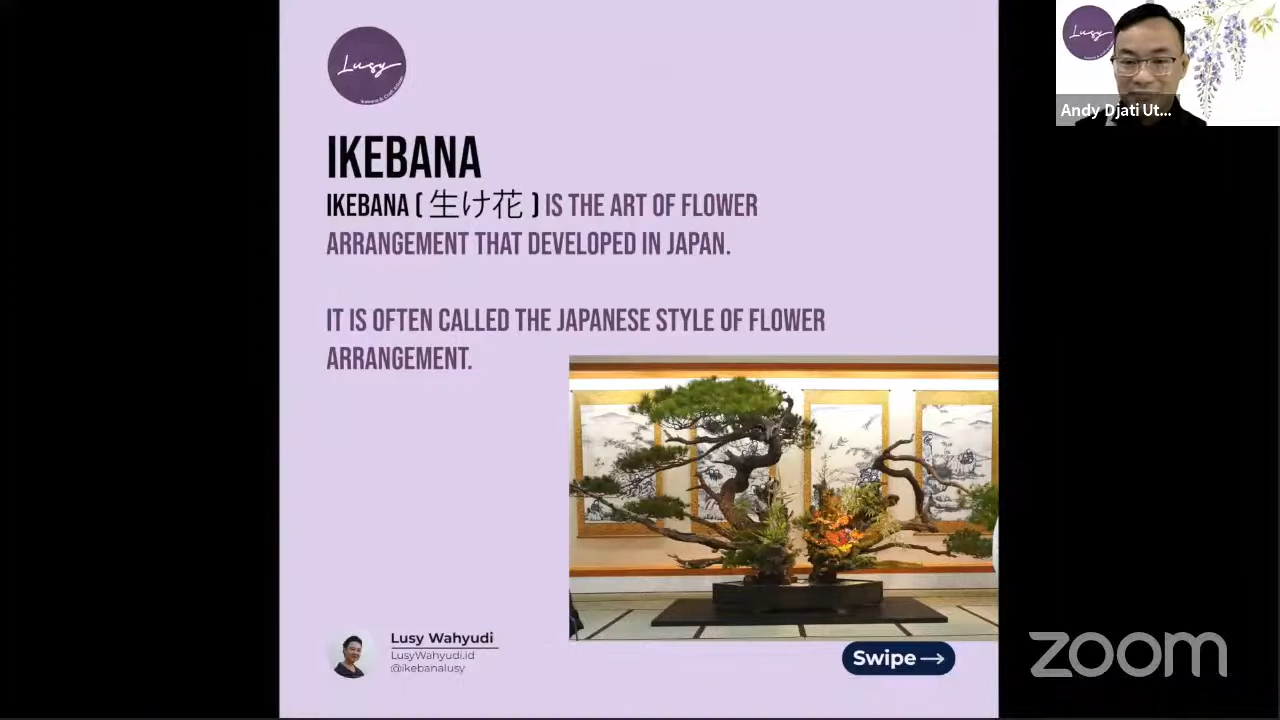 Lusy
IKEBANA
IKEBANA ( 生け花 ) IS THE ART OF FLOWER
ARRANGEMENT THAT DEVELOPED IN JAPAN.
IT IS OFTEN CALLED THE JAPANESE STYLE OF FLOWER
ARRANGEMENT.
Lusy Wahyudi
LusyWahyudi.id
@ikebanalusy
Swipe
Lusy
Andy Djati Ut...
zoom